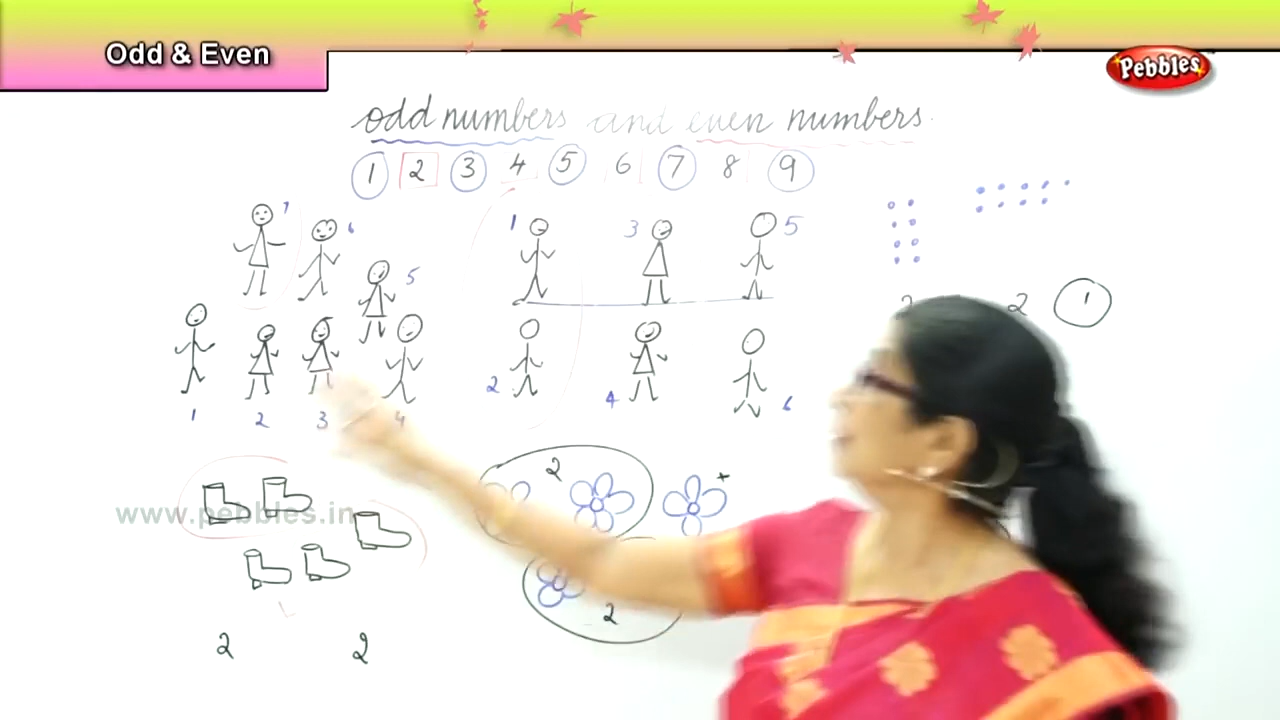 Odd & Even
Pebbles
odd numbers and even numbers
1 2 3 4 5 6 7 8 9
7 6 5
1 2 3 4
1 3 5
2 4 6
2 2 1
www.pebbles.in
2
2
2 2